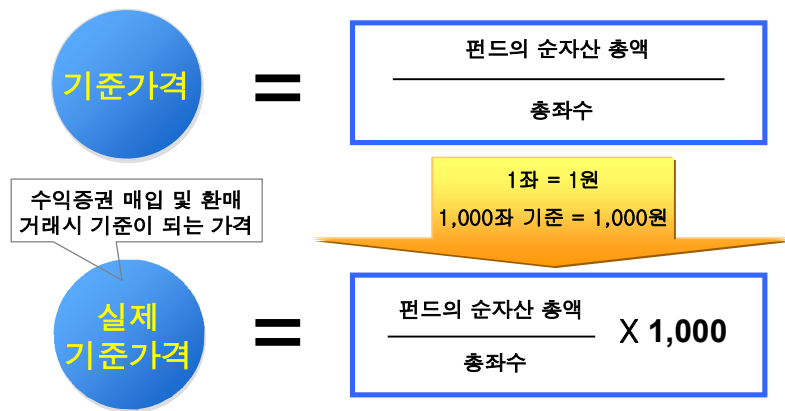 기준가격
=
펀드의 순자산 총액
총좌수
1좌 = 1원
1,000좌 기준 = 1,000원
수익증권 매입 및 환매
거래시 기준이 되는 가격
실제
기준가격
=
펀드의 순자산 총액
총좌수
X 1,000